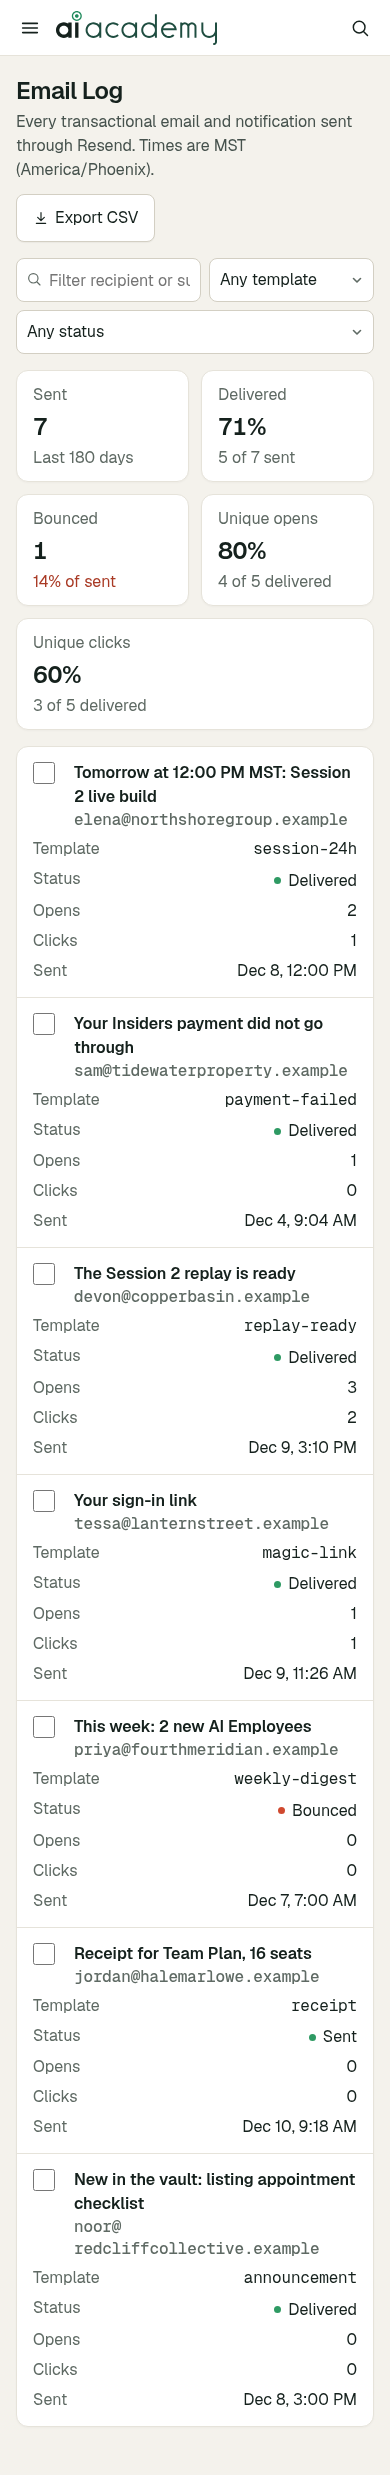 ai academy
Email Log
Every transactional email and notification sent
through Resend. Times are MST
(America/Phoenix).
Export CSV
Filter recipient or su
Any template
Any status
Sent
7
Last 180 days
Delivered
71%
5 of 7 sent
Bounced
1
14% of sent
Unique opens
80%
4 of 5 delivered
Unique clicks
60%
3 of 5 delivered
Tomorrow at 12:00 PM MST: Session
2 live build
elena@northshoregroup.example
Template session-24h
Status Delivered
Opens 2
Clicks 1
Sent Dec 8, 12:00 PM
Your Insiders payment did not go
through
sam@tidewaterproperty.example
Template payment-failed
Status Delivered
Opens 1
Clicks 0
Sent Dec 4, 9:04 AM
The Session 2 replay is ready
devon@copperbasin.example
Template replay-ready
Status Delivered
Opens 3
Clicks 2
Sent Dec 9, 3:10 PM
Your sign-in link
tessa@lanternstreet.example
Template magic-link
Status Delivered
Opens 1
Clicks 1
Sent Dec 9, 11:26 AM
This week: 2 new AI Employees
priya@fourthmeridian.example
Template weekly-digest
Status Bounced
Opens 0
Clicks 0
Sent Dec 7, 7:00 AM
Receipt for Team Plan, 16 seats
jordan@halemarlowe.example
Template receipt
Status Sent
Opens 0
Clicks 0
Sent Dec 10, 9:18 AM
New in the vault: listing appointment
checklist
noor@
redcliffcollective.example
Template announcement
Status Delivered
Opens 0
Clicks 0
Sent Dec 8, 3:00 PM